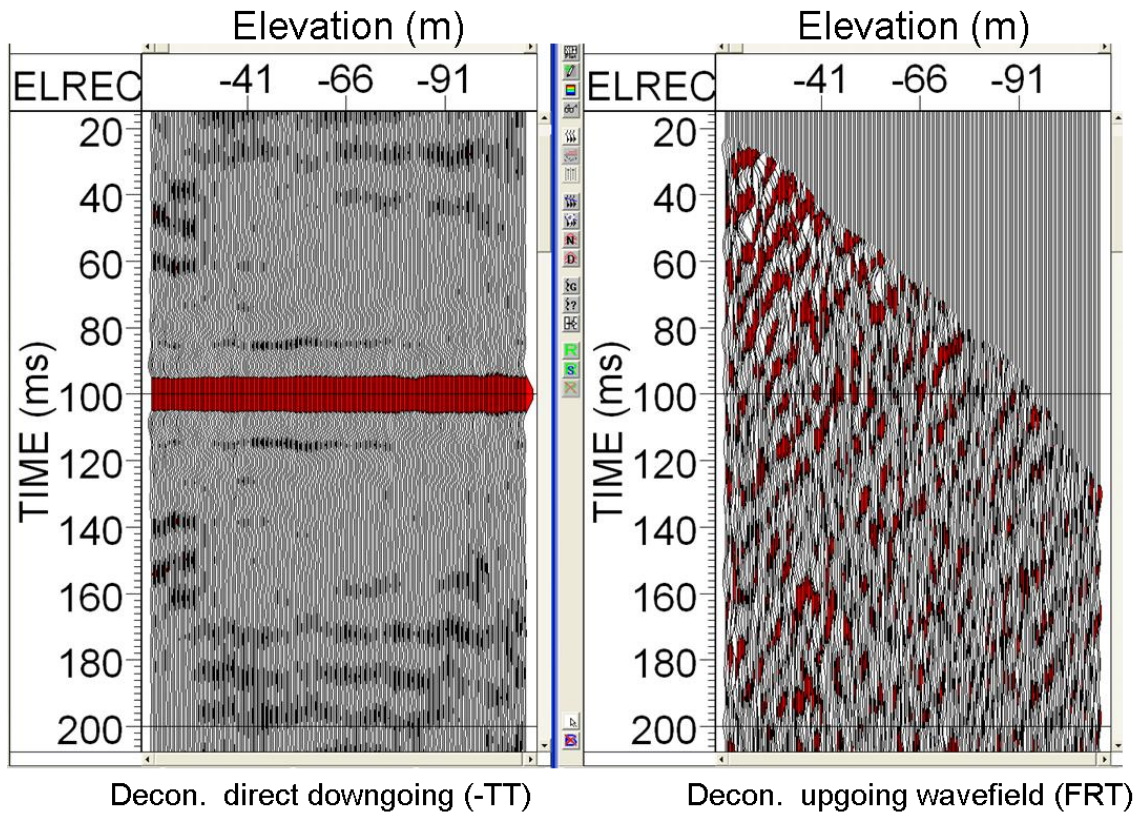 Elevation (m)
ELREC -41 -66 -91
20
40
60
80
100
120
140
160
180
200
TIME (ms)
Decon. direct downgoing (-TT)
N
D
G
?
R
S
Elevation (m)
ELREC -41 -66 -91
20
40
60
80
100
120
140
160
180
200
TIME (ms)
Decon. upgoing wavefield (FRT)